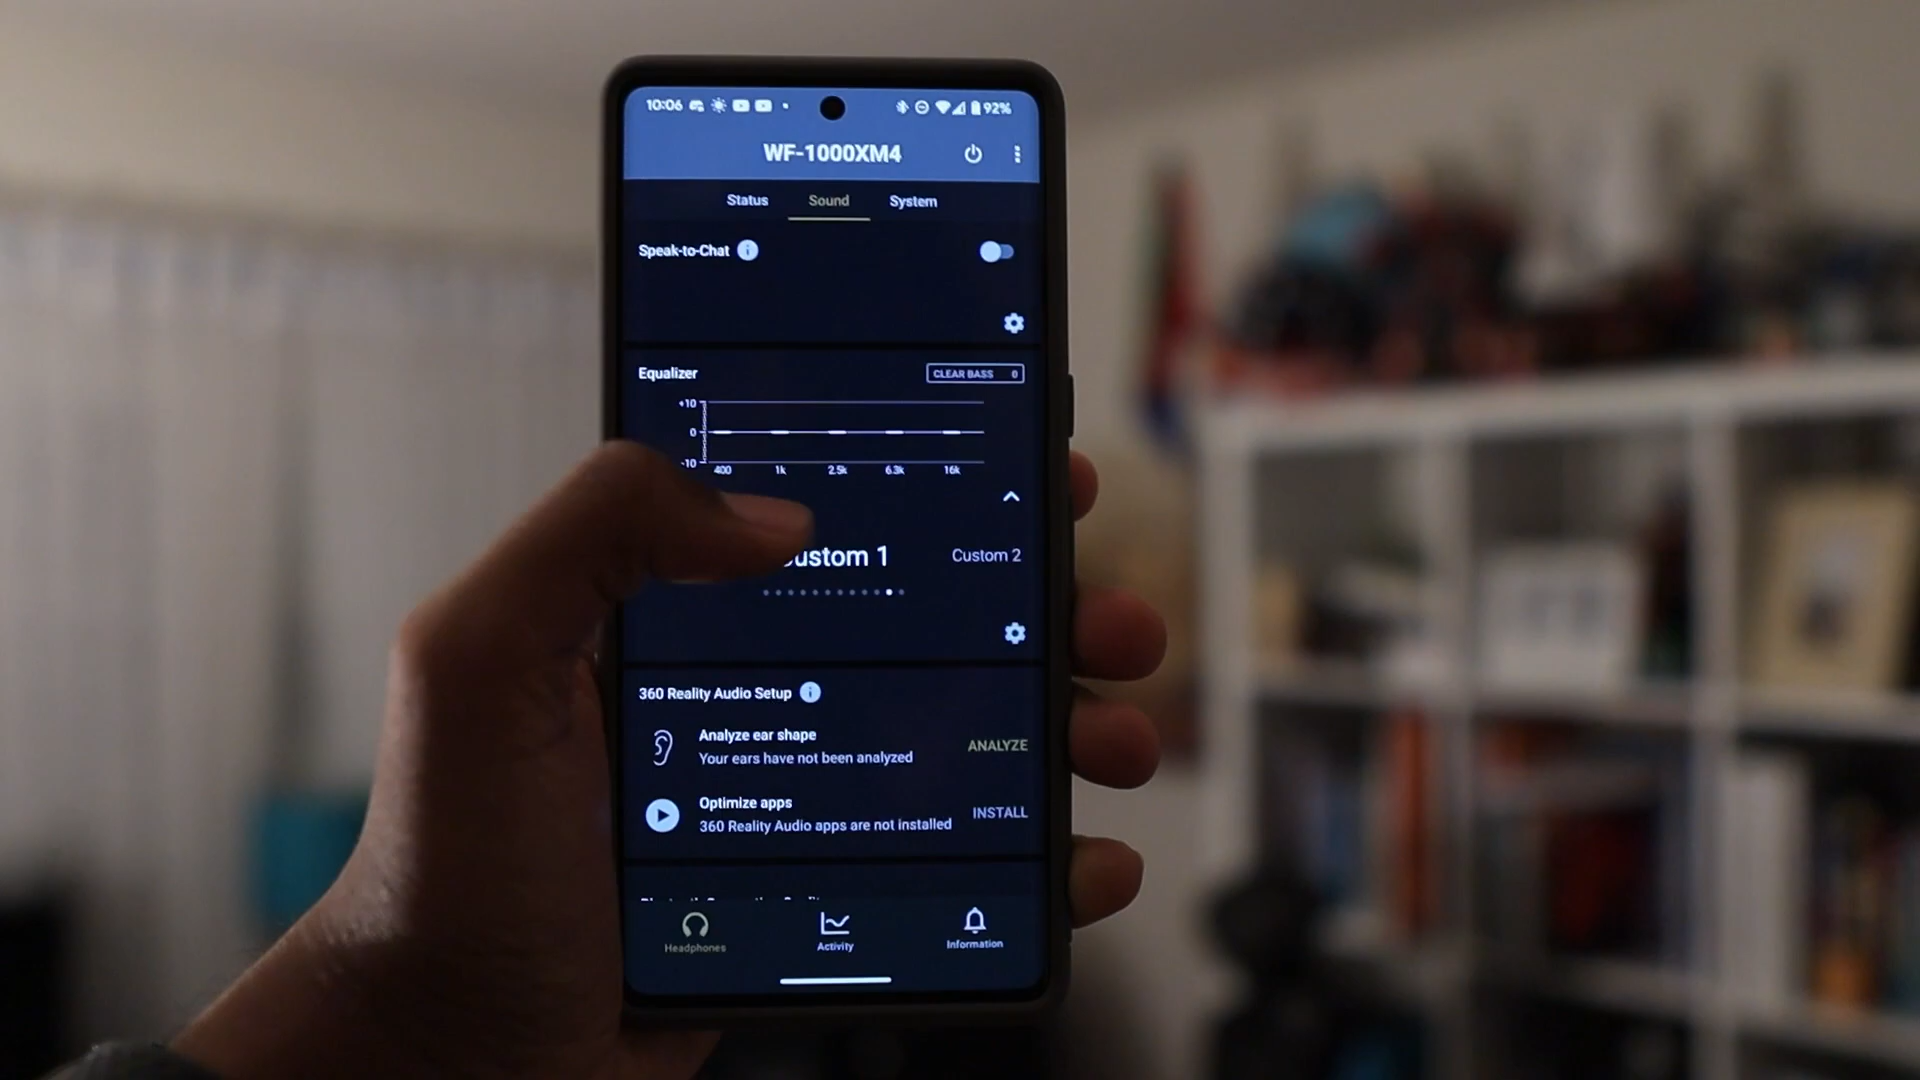 10:06 92%
WF-1000XM4
Status Sound System
Speak-to-Chat
Equalizer CLEAR BASS 0
+10
0
-10
400 1k 2.5k 6.3k 16k
ustom 1 Custom 2
360 Reality Audio Setup
Analyze ear shape
Your ears have not been analyzed ANALYZE
Optimize apps
360 Reality Audio apps are not installed INSTALL
Headphones Activity Information